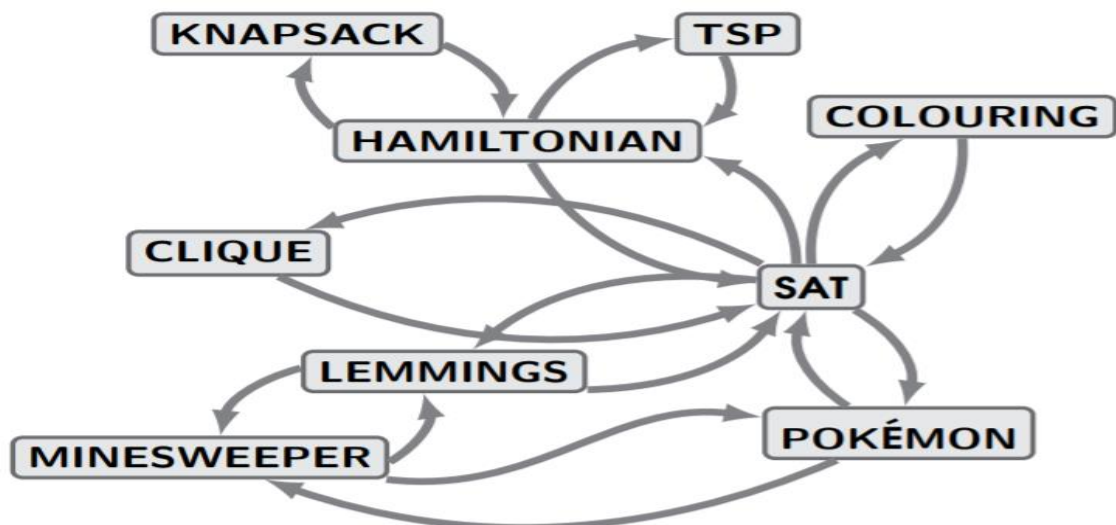 KNAPSACK
TSP
COLOURING
HAMILTONIAN
CLIQUE
SAT
LEMMINGS
POKÉMON
MINESWEEPER